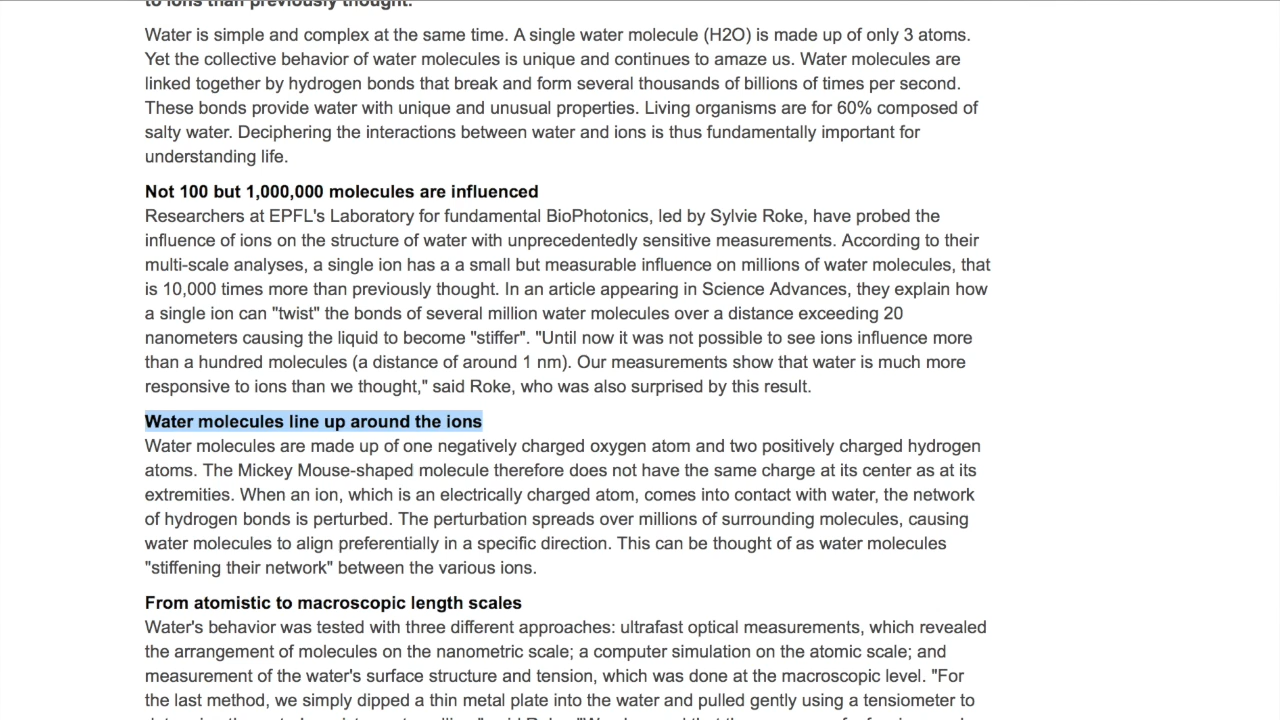 to ions than previously thought.
Water is simple and complex at the same time. A single water molecule (H2O) is made up of only 3 atoms.
Yet the collective behavior of water molecules is unique and continues to amaze us. Water molecules are
linked together by hydrogen bonds that break and form several thousands of billions of times per second.
These bonds provide water with unique and unusual properties. Living organisms are for 60% composed of
salty water. Deciphering the interactions between water and ions is thus fundamentally important for
understanding life.
Not 100 but 1,000,000 molecules are influenced
Researchers at EPFL's Laboratory for fundamental BioPhotonics, led by Sylvie Roke, have probed the
influence of ions on the structure of water with unprecedentedly sensitive measurements. According to their
multi-scale analyses, a single ion has a a small but measurable influence on millions of water molecules, that
is 10,000 times more than previously thought. In an article appearing in Science Advances, they explain how
a single ion can "twist" the bonds of several million water molecules over a distance exceeding 20
nanometers causing the liquid to become "stiffer". "Until now it was not possible to see ions influence more
than a hundred molecules (a distance of around 1 nm). Our measurements show that water is much more
responsive to ions than we thought," said Roke, who was also surprised by this result.
Water molecules line up around the ions
Water molecules are made up of one negatively charged oxygen atom and two positively charged hydrogen
atoms. The Mickey Mouse-shaped molecule therefore does not have the same charge at its center as at its
extremities. When an ion, which is an electrically charged atom, comes into contact with water, the network
of hydrogen bonds is perturbed. The perturbation spreads over millions of surrounding molecules, causing
water molecules to align preferentially in a specific direction. This can be thought of as water molecules
"stiffening their network" between the various ions.
From atomistic to macroscopic length scales
Water's behavior was tested with three different approaches: ultrafast optical measurements, which revealed
the arrangement of molecules on the nanometric scale; a computer simulation on the atomic scale; and
measurement of the water's surface structure and tension, which was done at the macroscopic level. "For
the last method, we simply dipped a thin metal plate into the water and pulled gently using a tensiometer to